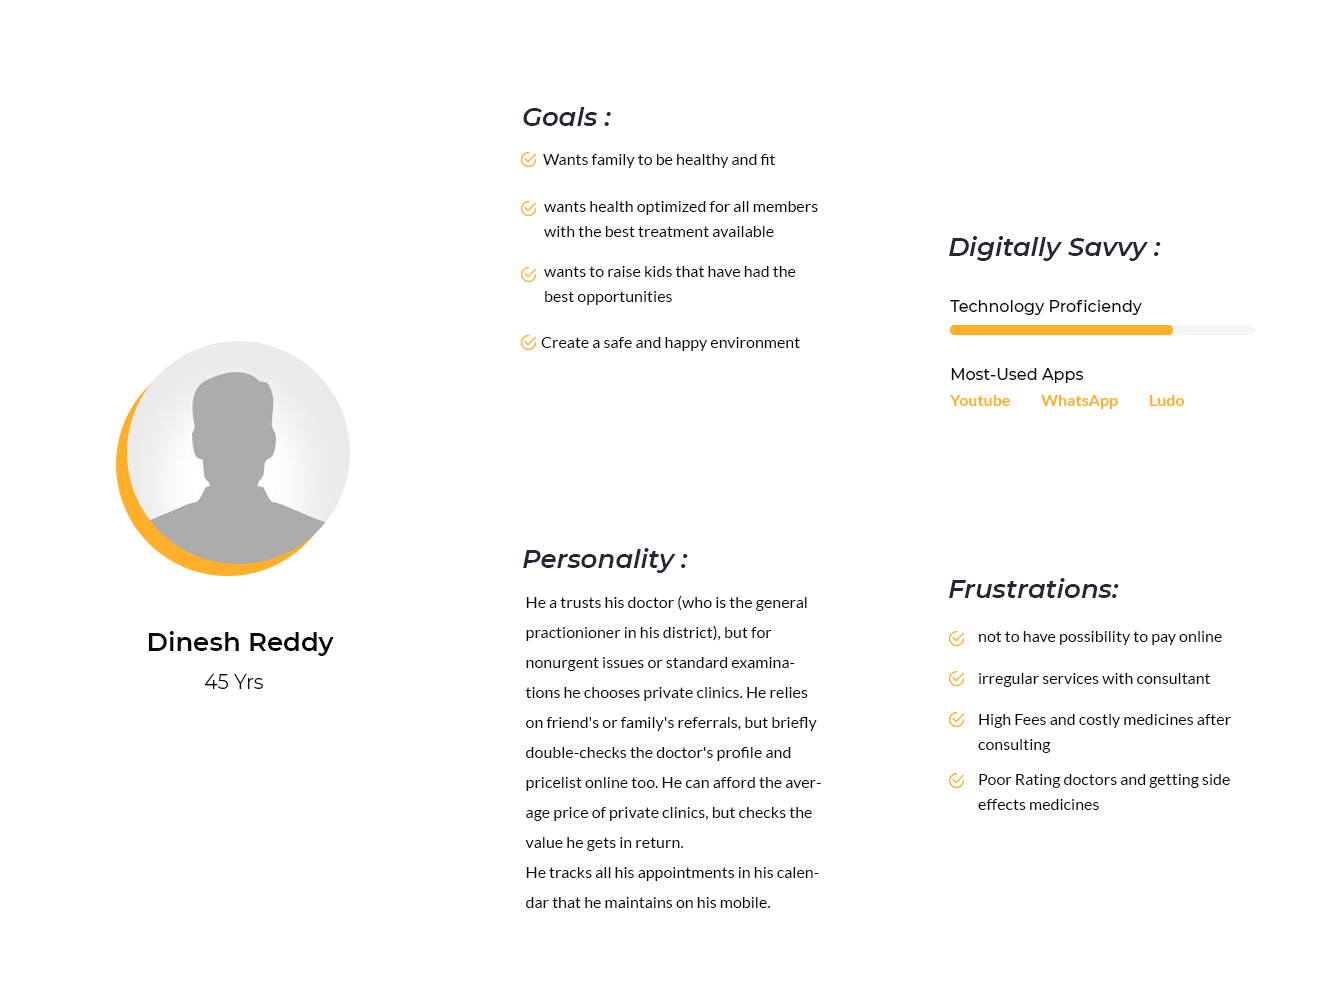 Dinesh Reddy
45 Yrs
Goals :
Wants family to be healthy and fit
wants health optimized for all members
with the best treatment available
wants to raise kids that have had the
best opportunities
Create a safe and happy environment
Personality :
He a trusts his doctor (who is the general
practionioner in his district), but for
nonurgent issues or standard examina-
tions he chooses private clinics. He relies
on friend's or family's referrals, but briefly
double-checks the doctor's profile and
pricelist online too. He can afford the aver-
age price of private clinics, but checks the
value he gets in return.
He tracks all his appointments in his calen-
dar that he maintains on his mobile.
Digitally Savvy :
Technology Proficiendy
Most-Used Apps
Youtube WhatsApp Ludo
Frustrations:
not to have possibility to pay online
irregular services with consultant
High Fees and costly medicines after
consulting
Poor Rating doctors and getting side
effects medicines